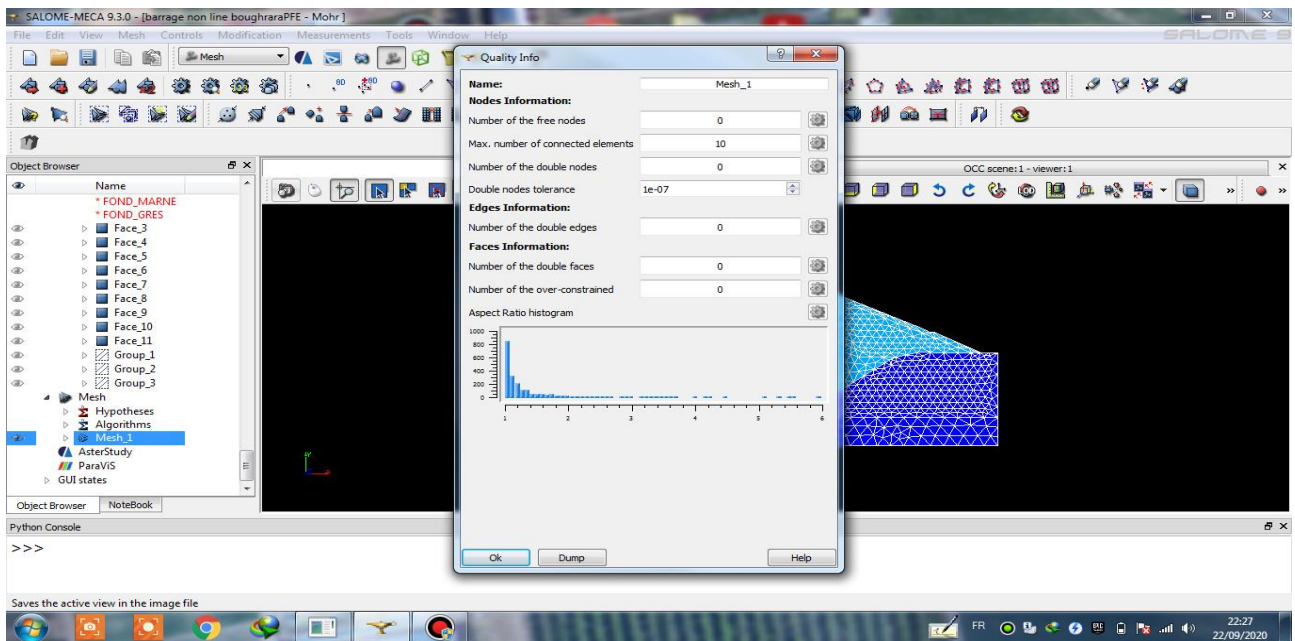 SALOME-MECA 9.3.0 - [barrage non line boughraraPFE - Mohr ]
File Edit View Mesh Controls Modification Measurements Tools Window Help
SALOME 9
Mesh
Object Browser
Name
* FOND_MARNE
* FOND_GRES
Face_3
Face_4
Face_5
Face_6
Face_7
Face_8
Face_9
Face_10
Face_11
Group_1
Group_2
Group_3
Mesh
Hypotheses
Algorithms
Mesh_1
AsterStudy
ParaViS
GUI states
Object Browser NoteBook
OCC scene:1 - viewer:1
Quality Info
Name: Mesh_1
Nodes Information:
Number of the free nodes 0
Max. number of connected elements 10
Number of the double nodes 0
Double nodes tolerance 1e-07
Edges Information:
Number of the double edges 0
Faces Information:
Number of the double faces 0
Number of the over-constrained 0
Aspect Ratio histogram
1000
800
600
400
200
0
1 2 3 4 5 6
Ok Dump Help
Python Console
>>>
Saves the active view in the image file
FR
22:27
22/09/2020